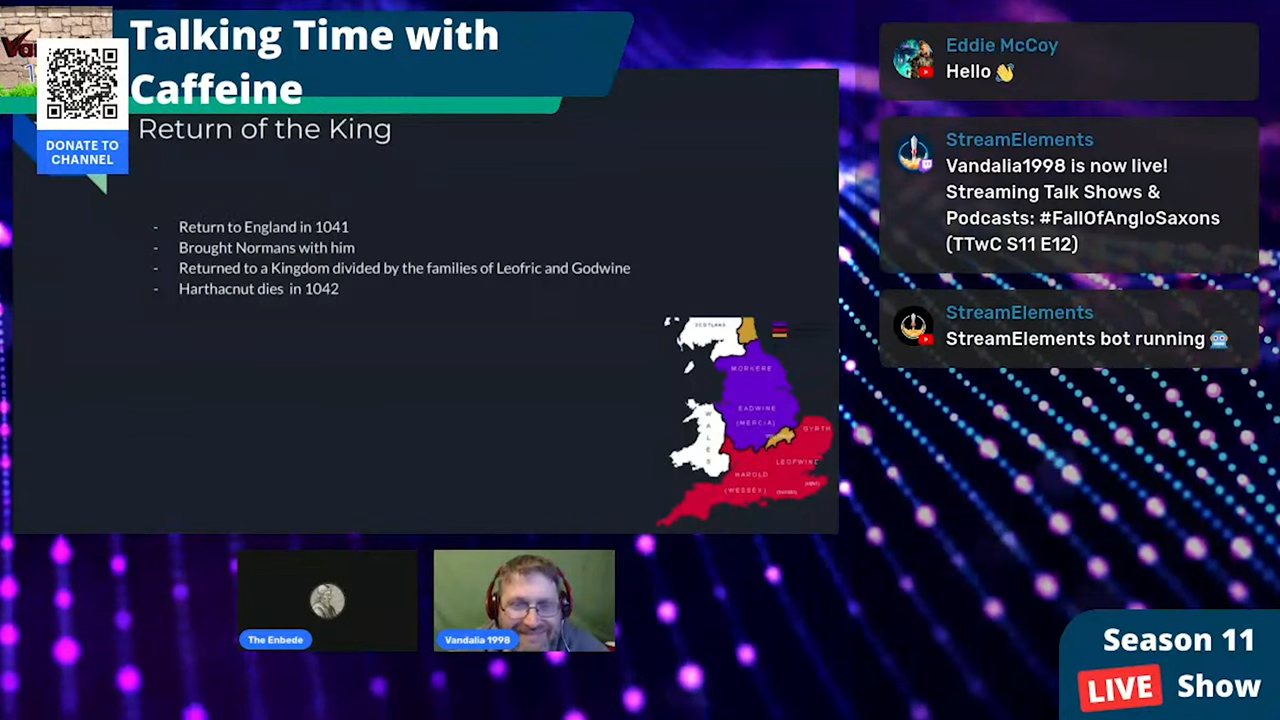 Talking Time with
Caffeine
DONATE TO
CHANNEL
Return of the King
- Return to England in 1041
- Brought Normans with him
- Returned to a Kingdom divided by the families of Leofric and Godwine
- Harthacnut dies in 1042
SCOTLAND
MORKERE
EADWINE
(MERCIA)
WALES
GYRTH
LEOFWINE
HAROLD
(WESSEX)
The Enbede
Vandalia 1998
Eddie McCoy
Hello 👋
StreamElements
Vandalia1998 is now live!
Streaming Talk Shows &
Podcasts: #FallOfAngloSaxons
(TTwC S11 E12)
StreamElements
StreamElements bot running 🤖
Season 11
LIVE Show